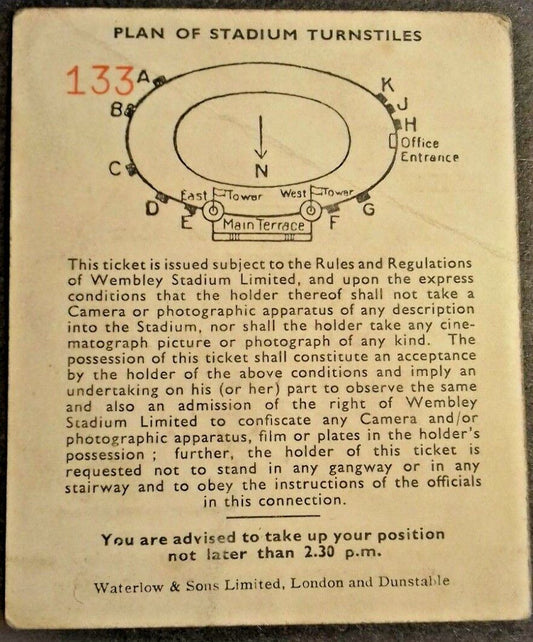 PLAN OF STADIUM TURNSTILES
133
A
B
C
D
E
K
J
H
Office
Entrance
N
East Tower
West Tower
Main Terrace
F
G
This ticket is issued subject to the Rules and Regulations
of Wembley Stadium Limited, and upon the express
conditions that the holder thereof shall not take a
Camera or photographic apparatus of any description
into the Stadium, nor shall the holder take any cine-
matograph picture or photograph of any kind. The
possession of this ticket shall constitute an acceptance
by the holder of the above conditions and imply an
undertaking on his (or her) part to observe the same
and also an admission of the right of Wembley
Stadium Limited to confiscate any Camera and/or
photographic apparatus, film or plates in the holder's
possession ; further, the holder of this ticket is
requested not to stand in any gangway or in any
stairway and to obey the instructions of the officials
in this connection.
You are advised to take up your position
not later than 2.30 p.m.
Waterlow & Sons Limited, London and Dunstable